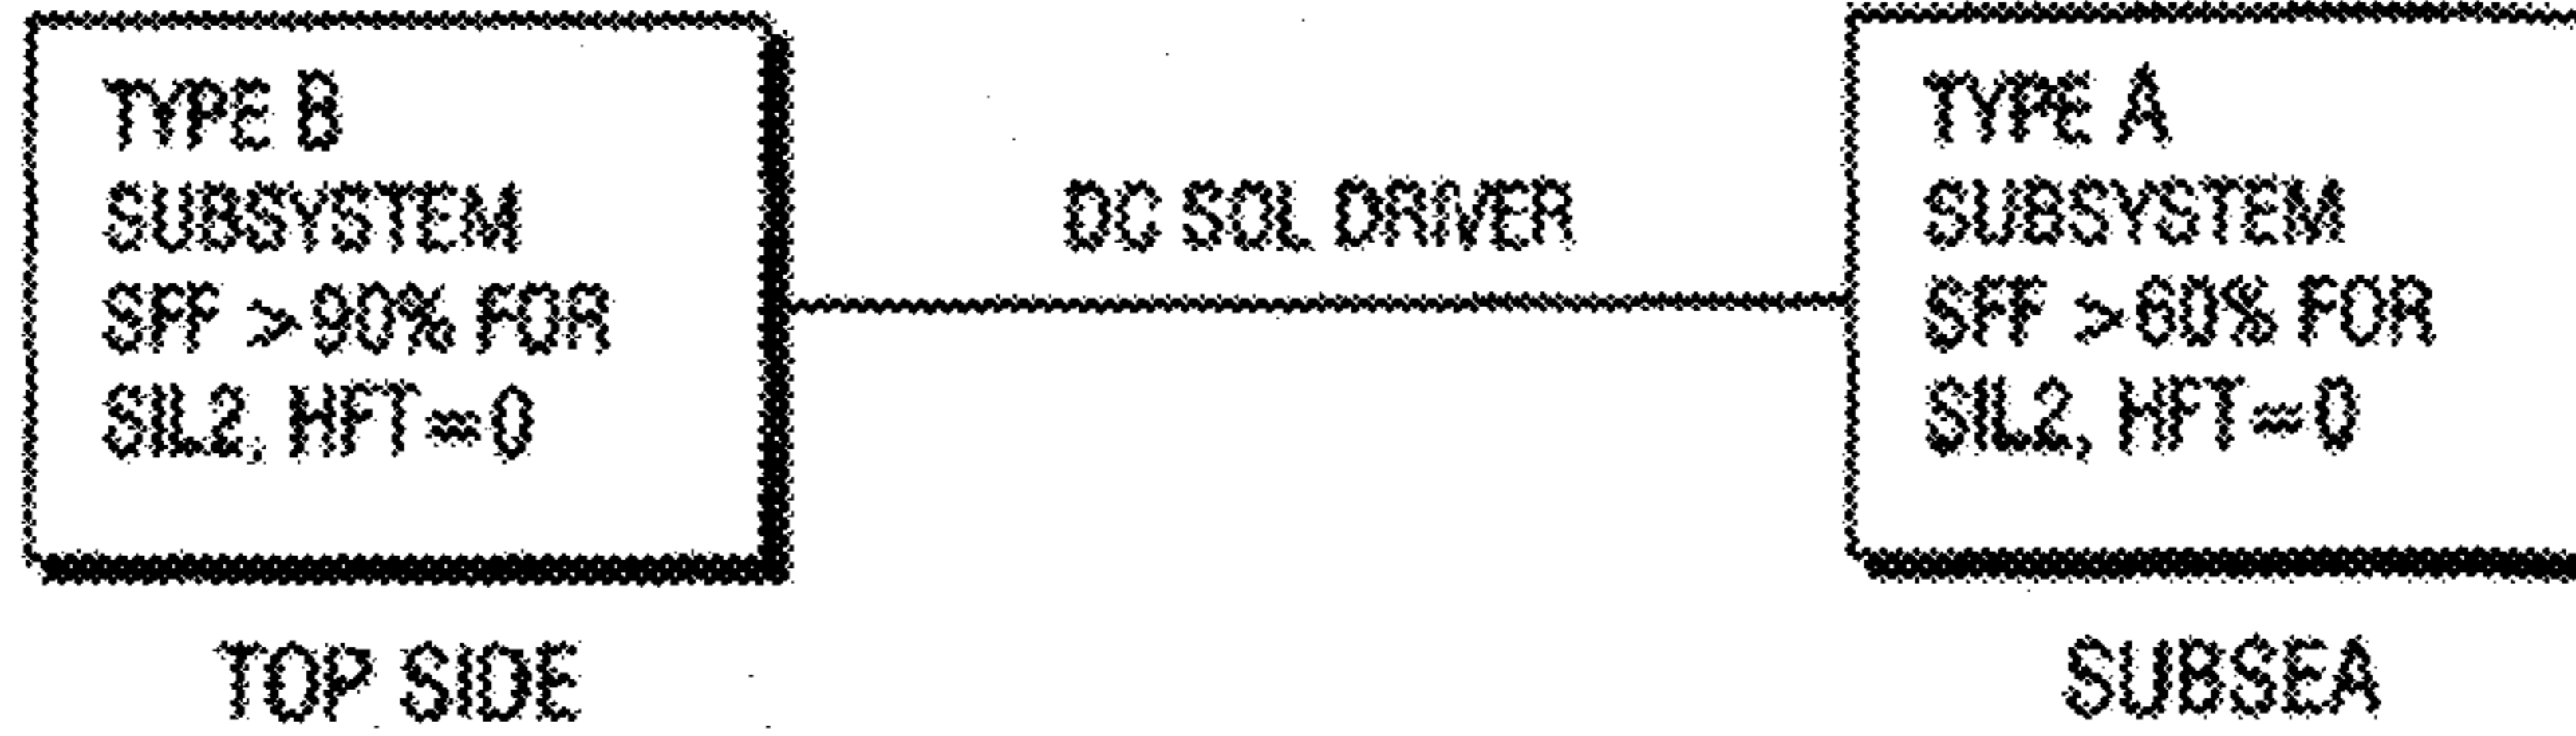 TYPE B
SUBSYSTEM
SFF >90% FOR
SIL2, HFT=0
DC SOL DRIVER
TYPE A
SUBSYSTEM
SFF >60% FOR
SIL2, HFT=0
TOP SIDE
SUBSEA